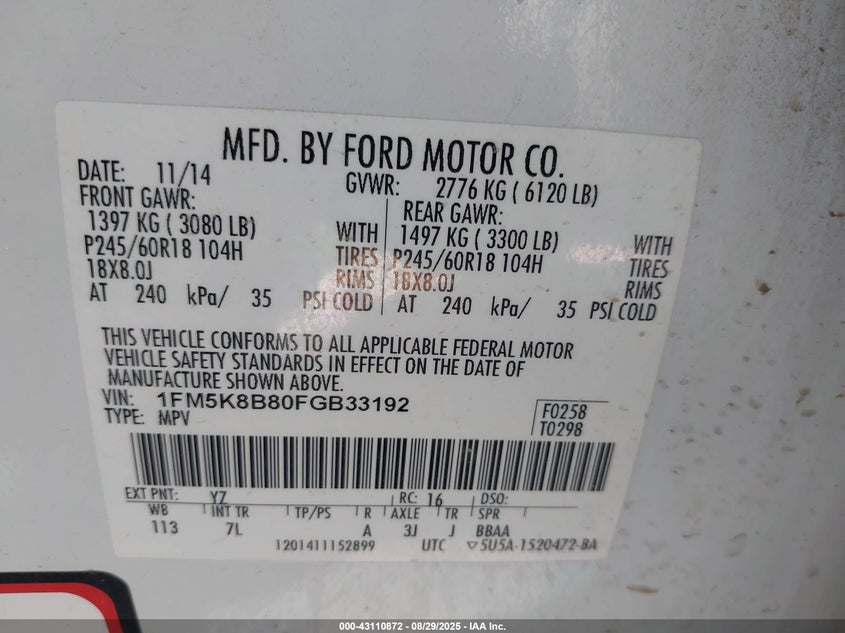 MFD. BY FORD MOTOR CO.
DATE: 11/14
GVWR: 2776 KG ( 6120 LB)
FRONT GAWR:
REAR GAWR:
1397 KG ( 3080 LB) WITH
1497 KG ( 3300 LB) WITH
P245/60R18 104H TIRES
P245/60R18 104H TIRES
18X8.0J RIMS
18X8.0J RIMS
AT 240 kPa/ 35 PSI COLD
AT 240 kPa/ 35 PSI COLD
THIS VEHICLE CONFORMS TO ALL APPLICABLE FEDERAL MOTOR
VEHICLE SAFETY STANDARDS IN EFFECT ON THE DATE OF
MANUFACTURE SHOWN ABOVE.
VIN: 1FM5K8B80FGB33192
TYPE: MPV
F0258
T0298
EXT PNT: YZ RC: 16 DSO:
WB INT TR TP/PS R AXLE TR SPR
113 7L A 3J J BBAA
1201411152899 UTC ▽5U5A-1520472-BA
000-43110872 - 08/29/2025 - IAA Inc.